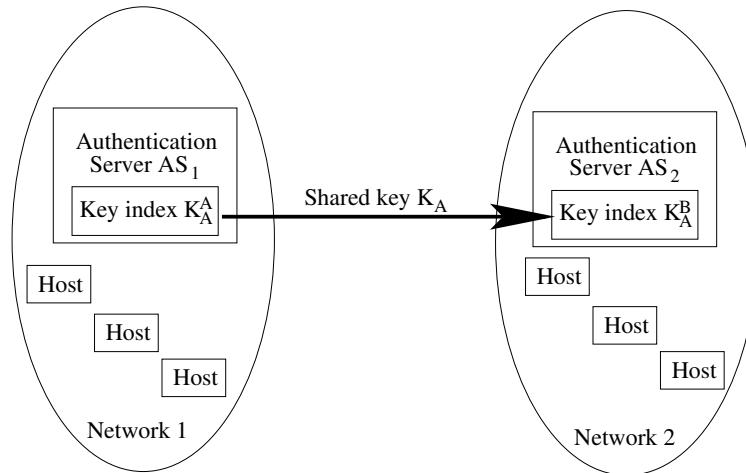 Authentication
Server AS₁
Key index K_A^A
Host
Host
Host
Network 1
Shared key K_A
Authentication
Server AS₂
Key index K_A^B
Host
Host
Host
Network 2